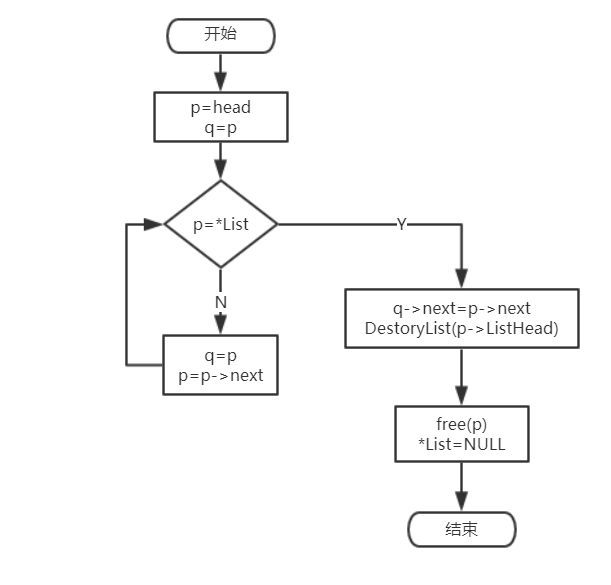 开始
p=head
q=p
p=*List
Y
N
q=p
p=p->next
q->next=p->next
DestoryList(p->ListHead)
free(p)
*List=NULL
结束